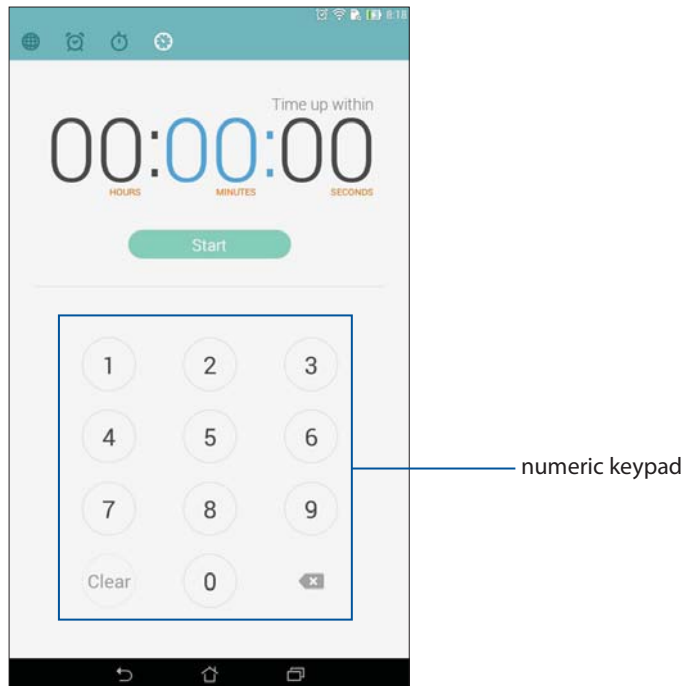 8:18
Time up within
00:00:00
HOURS MINUTES SECONDS
Start
1 2 3
4 5 6
7 8 9
Clear 0
numeric keypad